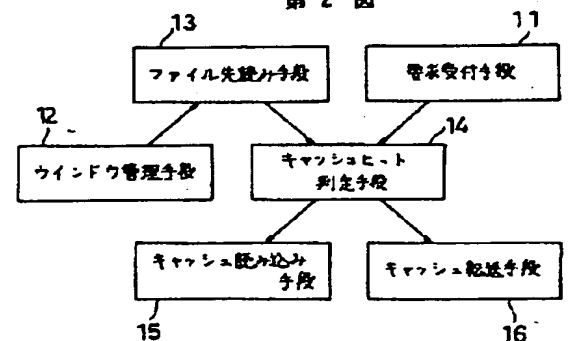 第2図
13
11
ファイル先読み手段
要求受付手段
12
14
ウインドウ管理手段
キャッシュヒット
判定手段
キャッシュ読み込み
手段
キャッシュ転送手段
15
16